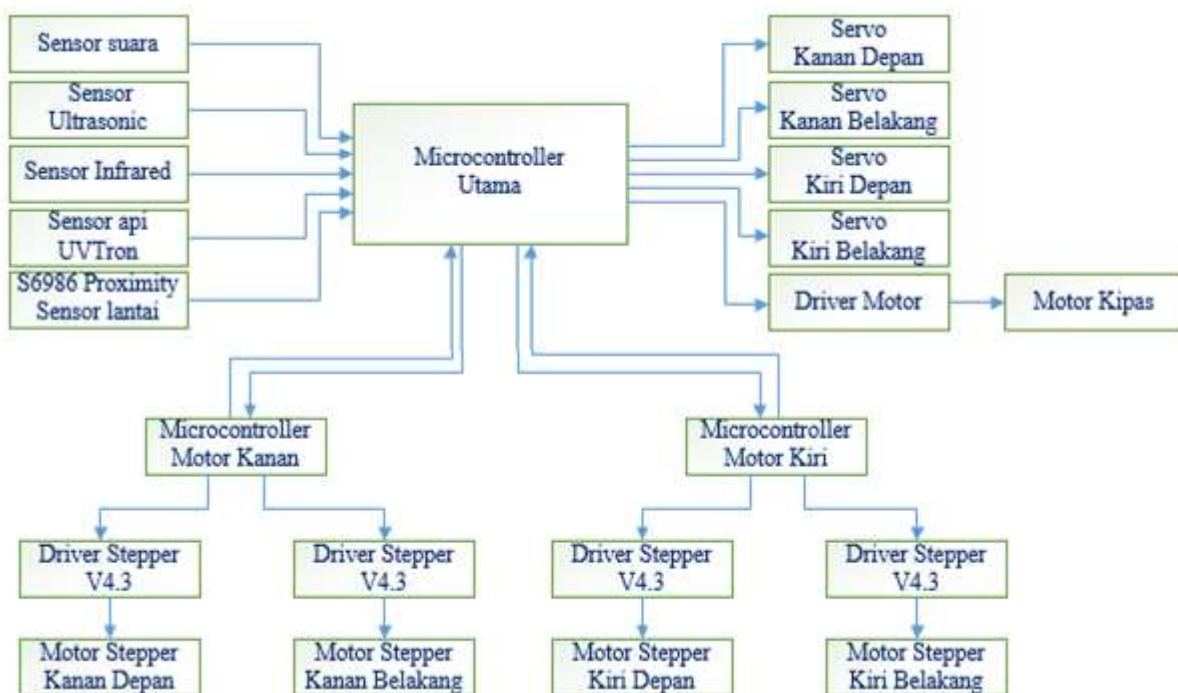 Sensor suara
Sensor
Ultrasonic
Sensor Infrared
Sensor api
UVTron
S6986 Proximity
Sensor lantai
Microcontroller
Utama
Servo
Kanan Depan
Servo
Kanan Belakang
Servo
Kiri Depan
Servo
Kiri Belakang
Driver Motor
Motor Kipas
Microcontroller
Motor Kanan
Microcontroller
Motor Kiri
Driver Stepper
V4.3
Driver Stepper
V4.3
Driver Stepper
V4.3
Driver Stepper
V4.3
Motor Stepper
Kanan Depan
Motor Stepper
Kanan Belakang
Motor Stepper
Kiri Depan
Motor Stepper
Kiri Belakang